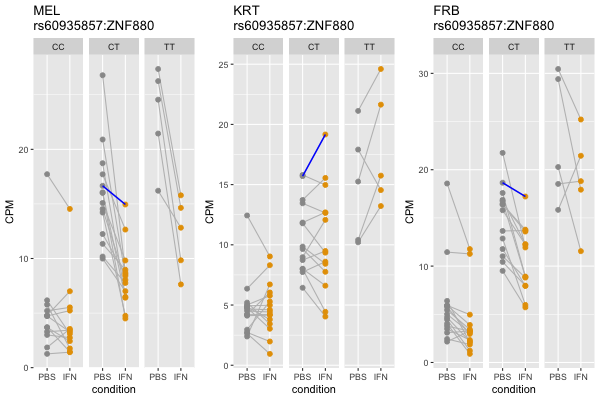 MEL
rs60935857:ZNF880
CC CT TT
CPM
20
10
0
PBS IFN PBS IFN PBS IFN
condition
KRT
rs60935857:ZNF880
CC CT TT
CPM
25
20
15
10
5
0
PBS IFN PBS IFN PBS IFN
condition
FRB
rs60935857:ZNF880
CC CT TT
CPM
30
20
10
0
PBS IFN PBS IFN PBS IFN
condition